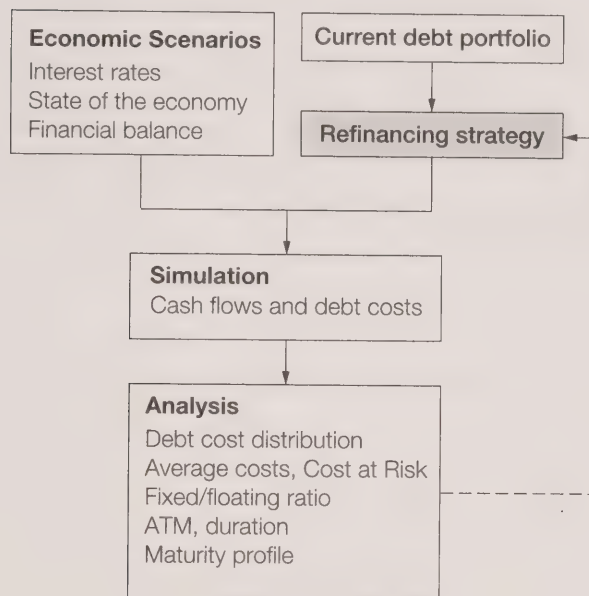 Economic Scenarios
Interest rates
State of the economy
Financial balance
Current debt portfolio
Refinancing strategy
Simulation
Cash flows and debt costs
Analysis
Debt cost distribution
Average costs, Cost at Risk
Fixed/floating ratio
ATM, duration
Maturity profile